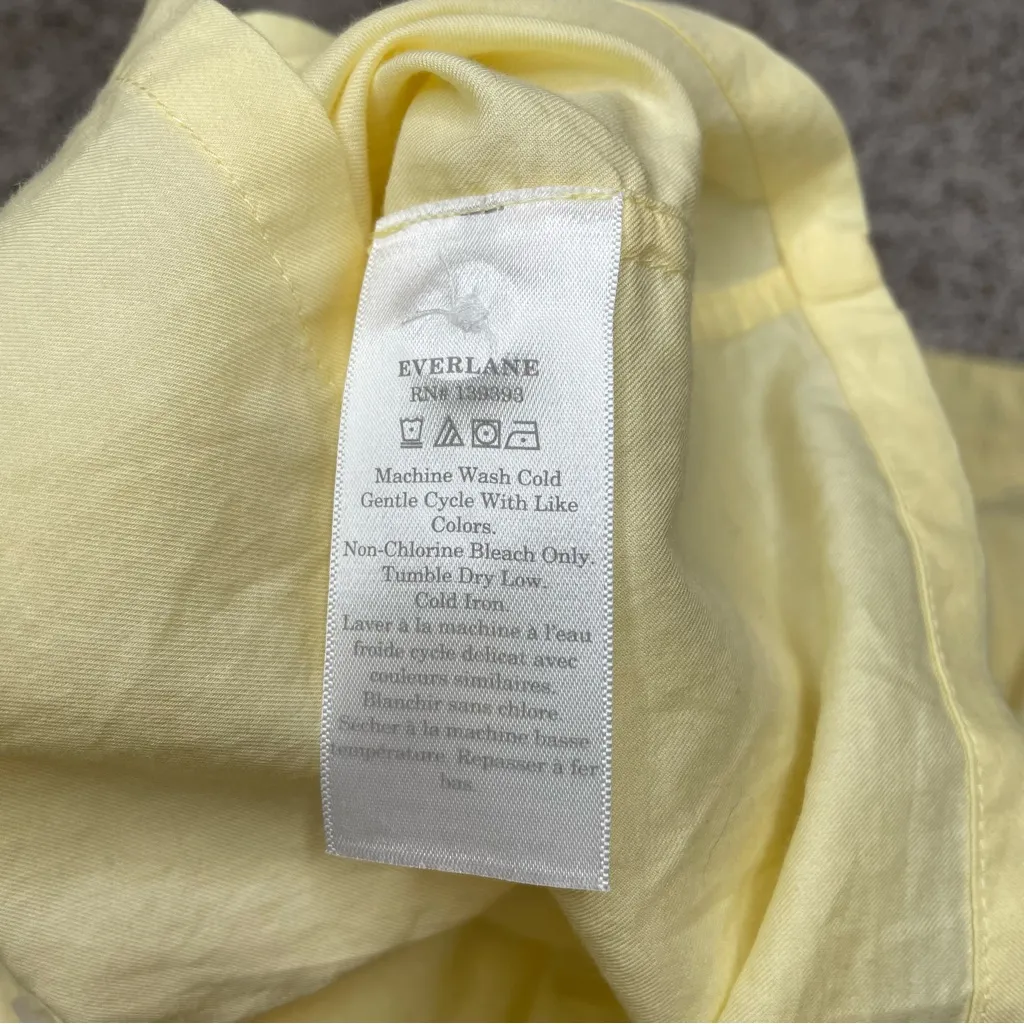 EVERLANE
RN# 139393
Machine Wash Cold
Gentle Cycle With Like
Colors.
Non-Chlorine Bleach Only.
Tumble Dry Low.
Cold Iron.
Laver à la machine à l'eau
froide cycle delicat avec
couleurs similaires.
Blanchir sans chlore
Secher à la machine basse
température. Repasser a fer
bas.